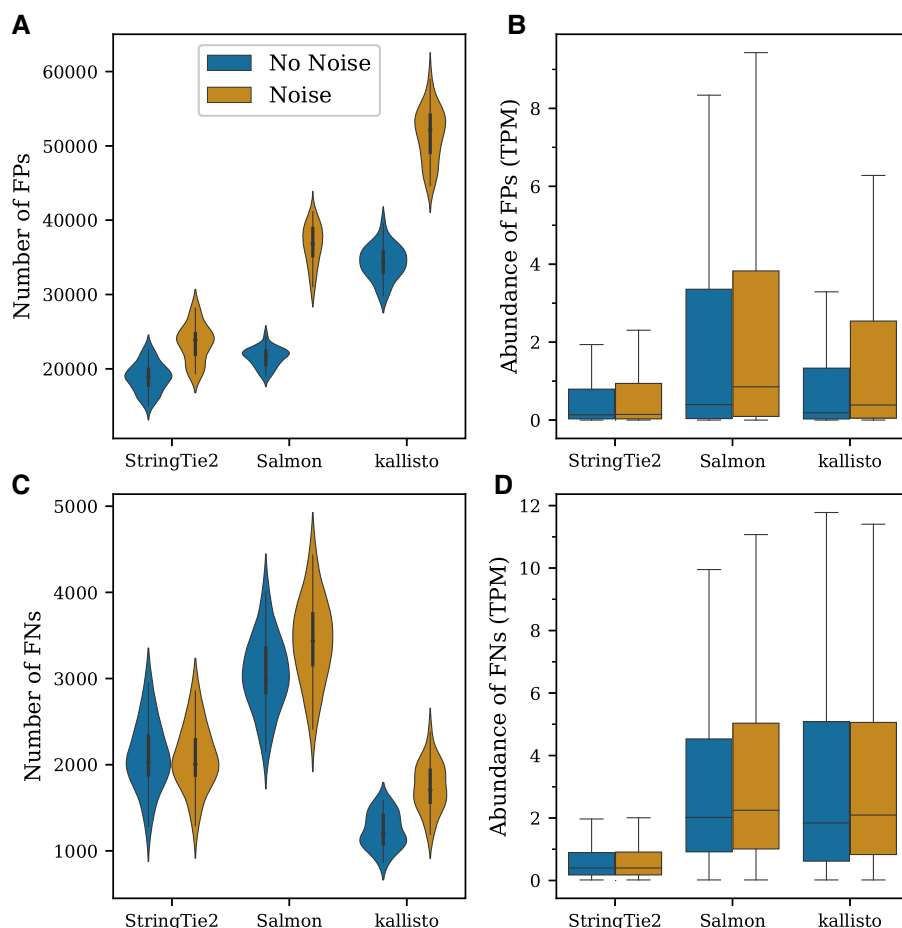 A
Number of FPs
60000
50000
40000
30000
20000
No Noise
Noise
StringTie2 Salmon kallisto
B
Abundance of FPs (TPM)
8
6
4
2
0
StringTie2 Salmon kallisto
C
Number of FNs
5000
4000
3000
2000
1000
StringTie2 Salmon kallisto
D
Abundance of FNs (TPM)
12
10
8
6
4
2
0
StringTie2 Salmon kallisto